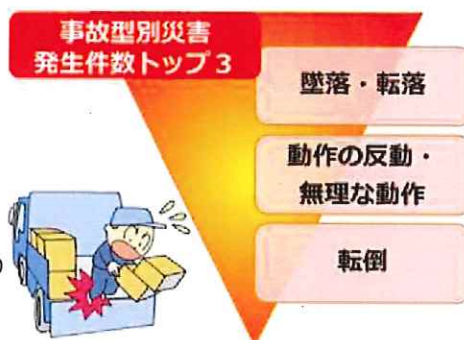 事故型別災害
発生件数トップ３
墜落・転落
動作の反動・
無理な動作
転倒